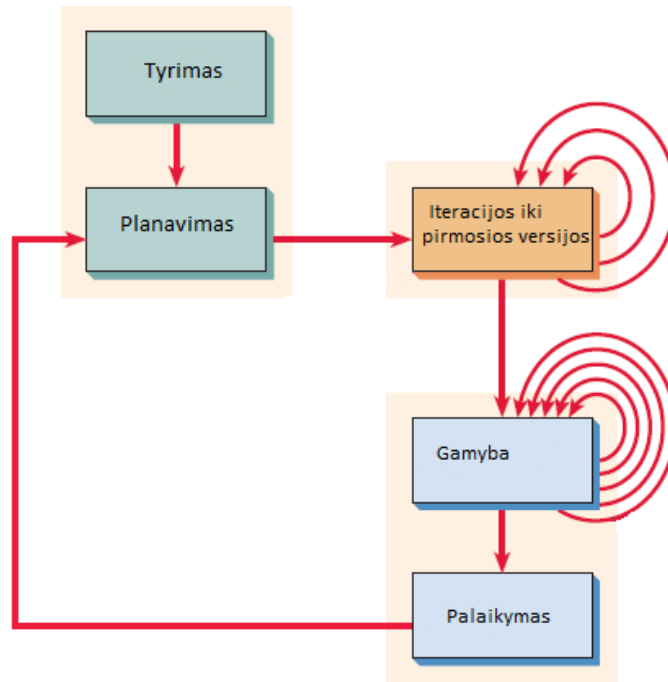 Tyrimas
Planavimas
Iteracijos iki
pirmosios versijos
Gamyba
Palaikymas